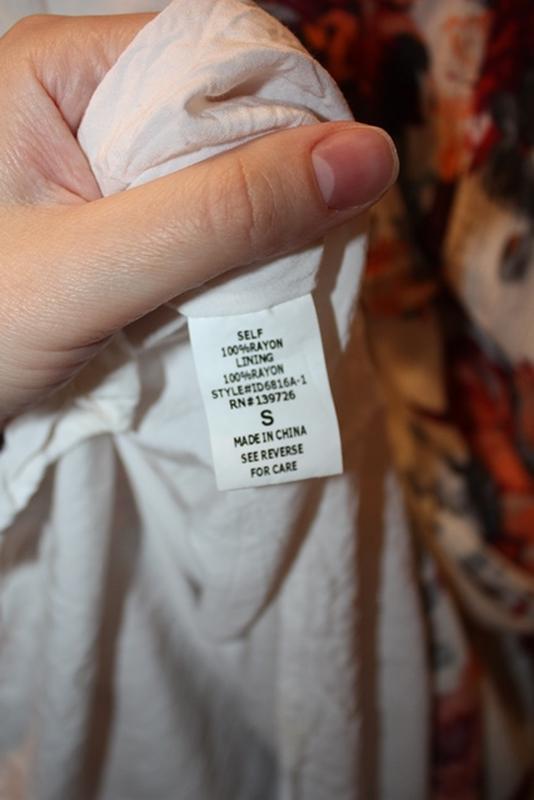 SELF
100%RAYON
LINING
100%RAYON
STYLE#ID6816A-1
RN#139726
S
MADE IN CHINA
SEE REVERSE
FOR CARE